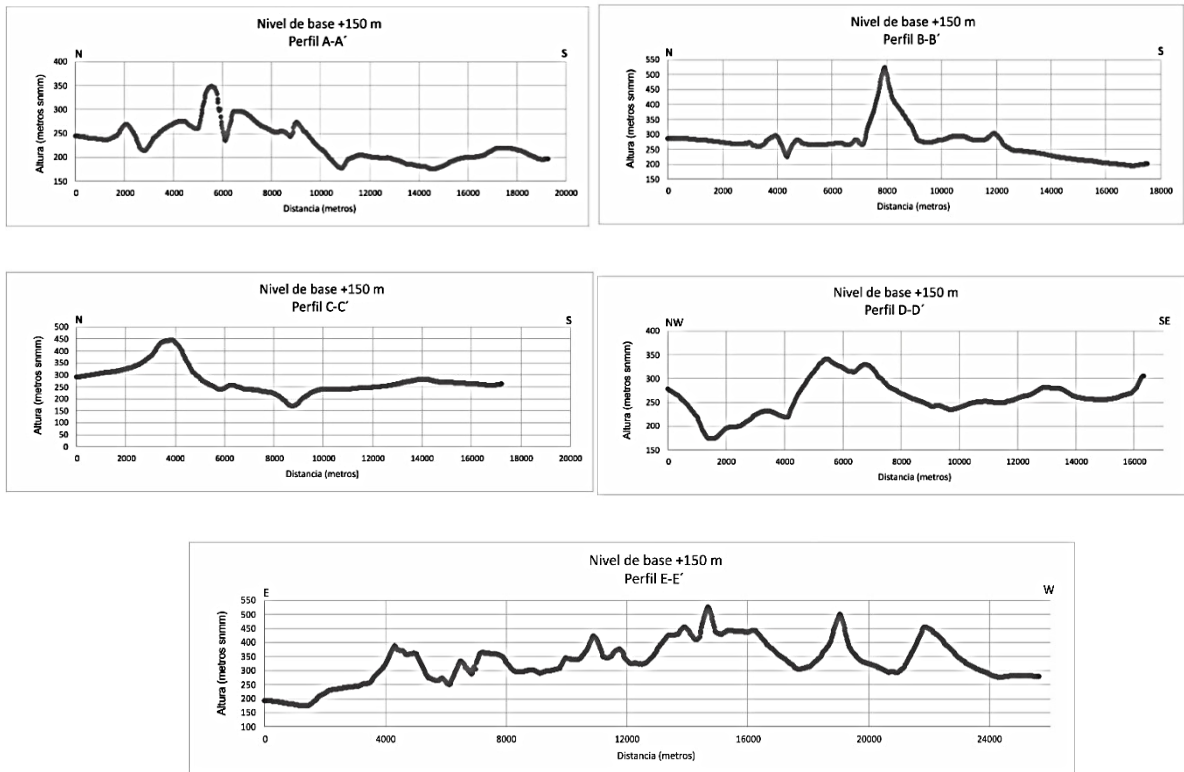 Nivel de base +150 m
Perfil A-A´
N S
Altura (metros snmm)
400
350
300
250
200
150
0 2000 4000 6000 8000 10000 12000 14000 16000 18000 20000
Distancia (metros)
Nivel de base +150 m
Perfil B-B´
N S
Altura (metros snmm)
550
500
450
400
350
300
250
200
150
0 2000 4000 6000 8000 10000 12000 14000 16000 18000
Distancia (metros)
Nivel de base +150 m
Perfil C-C´
N S
Altura (metros snmm)
500
450
400
350
300
250
200
150
100
50
0
0 2000 4000 6000 8000 10000 12000 14000 16000 18000 20000
Distancia (metros)
Nivel de base +150 m
Perfil D-D´
NW SE
Altura (metros snmm)
400
350
300
250
200
150
0 2000 4000 6000 8000 10000 12000 14000 16000
Distancia (metros)
Nivel de base +150 m
Perfil E-E´
E W
Altura (metros snmm)
550
500
450
400
350
300
250
200
150
100
0 4000 8000 12000 16000 20000 24000
Distancia (metros)